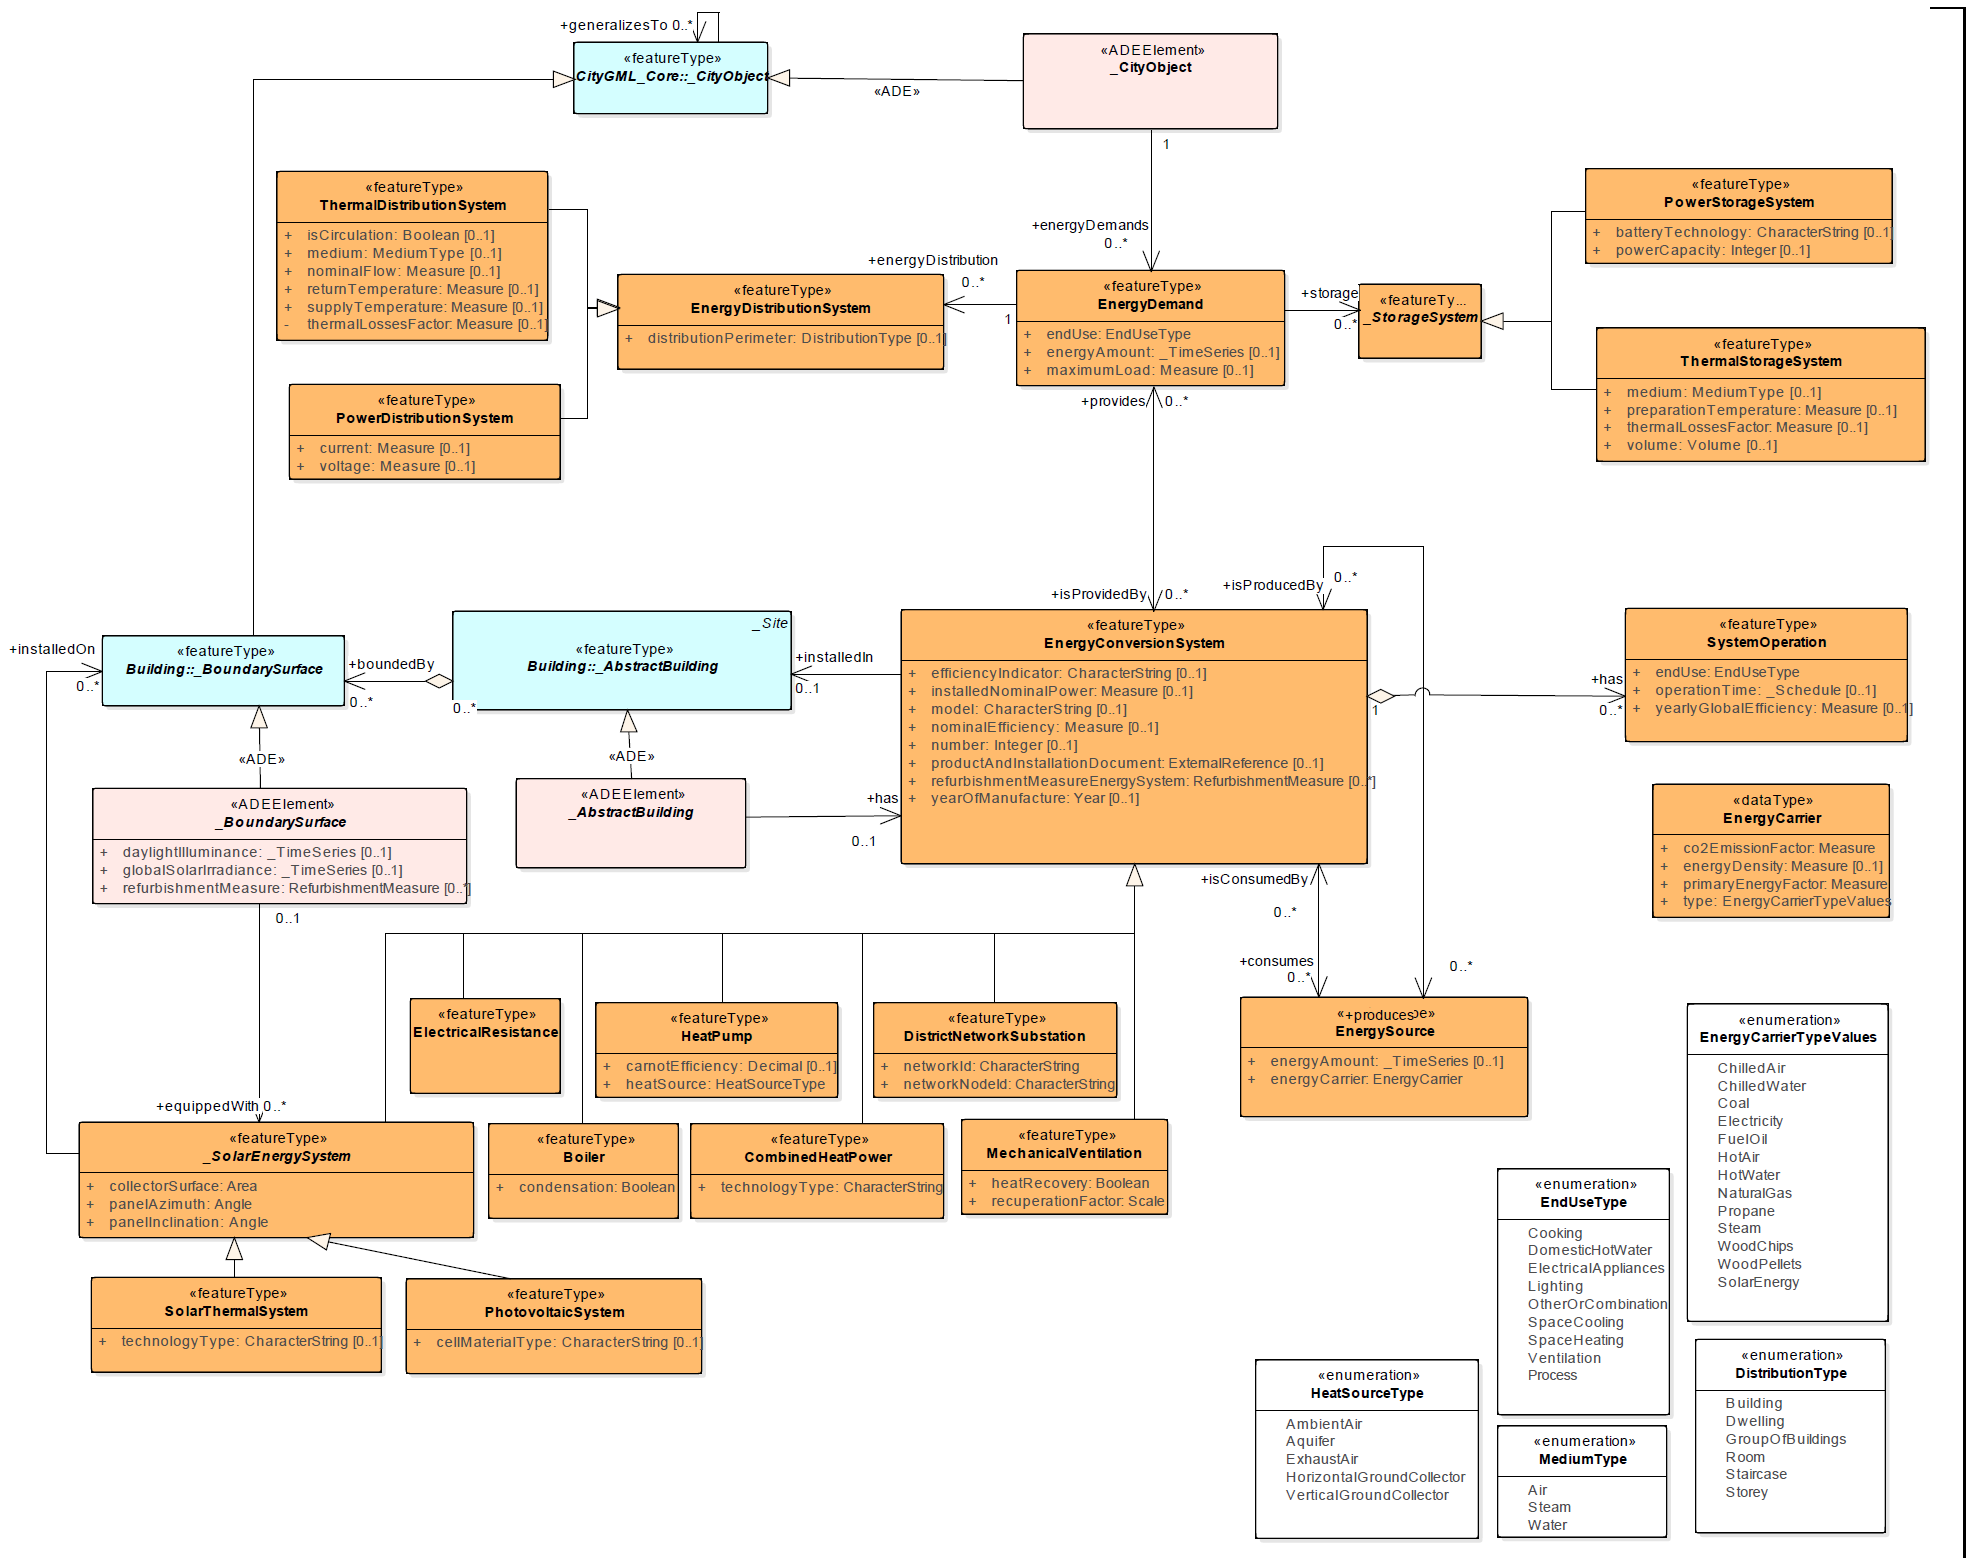 +generalizesTo 0..*
«featureType»
CityGML_Core::_CityObject
«ADE»
«ADEElement»
_CityObject
1
«featureType»
ThermalDistributionSystem
+ isCirculation: Boolean [0..1]
+ medium: MediumType [0..1]
+ nominalFlow: Measure [0..1]
+ returnTemperature: Measure [0..1]
+ supplyTemperature: Measure [0..1]
- thermalLossesFactor: Measure [0..1]
«featureType»
PowerDistributionSystem
+ current: Measure [0..1]
+ voltage: Measure [0..1]
«featureType»
EnergyDistributionSystem
+ distributionPerimeter: DistributionType [0..1]
+energyDistribution
0..*
1
+energyDemands
0..*
«featureType»
EnergyDemand
+ endUse: EndUseType
+ energyAmount: _TimeSeries [0..1]
+ maximumLoad: Measure [0..1]
+provides 0..*
+storage
0..*
«featureTy...
_StorageSystem
«featureType»
PowerStorageSystem
+ batteryTechnology: CharacterString [0..1]
+ powerCapacity: Integer [0..1]
«featureType»
ThermalStorageSystem
+ medium: MediumType [0..1]
+ preparationTemperature: Measure [0..1]
+ thermalLossesFactor: Measure [0..1]
+ volume: Volume [0..1]
+isProvidedBy 0..*
+isProducedBy 0..*
+installedOn
0..*
«featureType»
Building::_BoundarySurface
+boundedBy
0..*
0..*
_Site
«featureType»
Building::_AbstractBuilding
+installedIn
0..1
«featureType»
EnergyConversionSystem
+ efficiencyIndicator: CharacterString [0..1]
+ installedNominalPower: Measure [0..1]
+ model: CharacterString [0..1]
+ nominalEfficiency: Measure [0..1]
+ number: Integer [0..1]
+ productAndInstallationDocument: ExternalReference [0..1]
+ refurbishmentMeasureEnergySystem: RefurbishmentMeasure [0..*]
+ yearOfManufacture: Year [0..1]
1
+has
0..*
«featureType»
SystemOperation
+ endUse: EndUseType
+ operationTime: _Schedule [0..1]
+ yearlyGlobalEfficiency: Measure [0..1]
«ADE»
«ADE»
«ADEElement»
_BoundarySurface
+ daylightIlluminance: _TimeSeries [0..1]
+ globalSolarIrradiance: _TimeSeries [0..1]
+ refurbishmentMeasure: RefurbishmentMeasure [0..*]
0..1
«ADEElement»
_AbstractBuilding
+has
0..1
«dataType»
EnergyCarrier
+ co2EmissionFactor: Measure
+ energyDensity: Measure [0..1]
+ primaryEnergyFactor: Measure
+ type: EnergyCarrierTypeValues
+isConsumedBy
0..*
+consumes
0..*
0..*
«featureType»
ElectricalResistance
«featureType»
HeatPump
+ carnotEfficiency: Decimal [0..1]
+ heatSource: HeatSourceType
«featureType»
DistrictNetworkSubstation
+ networkId: CharacterString
+ networkNodeId: CharacterString
+produces
EnergySource
+ energyAmount: _TimeSeries [0..1]
+ energyCarrier: EnergyCarrier
«enumeration»
EnergyCarrierTypeValues
ChilledAir
ChilledWater
Coal
Electricity
FuelOil
HotAir
HotWater
NaturalGas
Propane
Steam
WoodChips
WoodPellets
SolarEnergy
+equippedWith 0..*
«featureType»
_SolarEnergySystem
+ collectorSurface: Area
+ panelAzimuth: Angle
+ panelInclination: Angle
«featureType»
Boiler
+ condensation: Boolean
«featureType»
CombinedHeatPower
+ technologyType: CharacterString
«featureType»
MechanicalVentilation
+ heatRecovery: Boolean
+ recuperationFactor: Scale
«enumeration»
EndUseType
Cooking
DomesticHotWater
ElectricalAppliances
Lighting
OtherOrCombination
SpaceCooling
SpaceHeating
Ventilation
Process
«featureType»
SolarThermalSystem
+ technologyType: CharacterString [0..1]
«featureType»
PhotovoltaicSystem
+ cellMaterialType: CharacterString [0..1]
«enumeration»
HeatSourceType
AmbientAir
Aquifer
ExhaustAir
HorizontalGroundCollector
VerticalGroundCollector
«enumeration»
MediumType
Air
Steam
Water
«enumeration»
DistributionType
Building
Dwelling
GroupOfBuildings
Room
Staircase
Storey